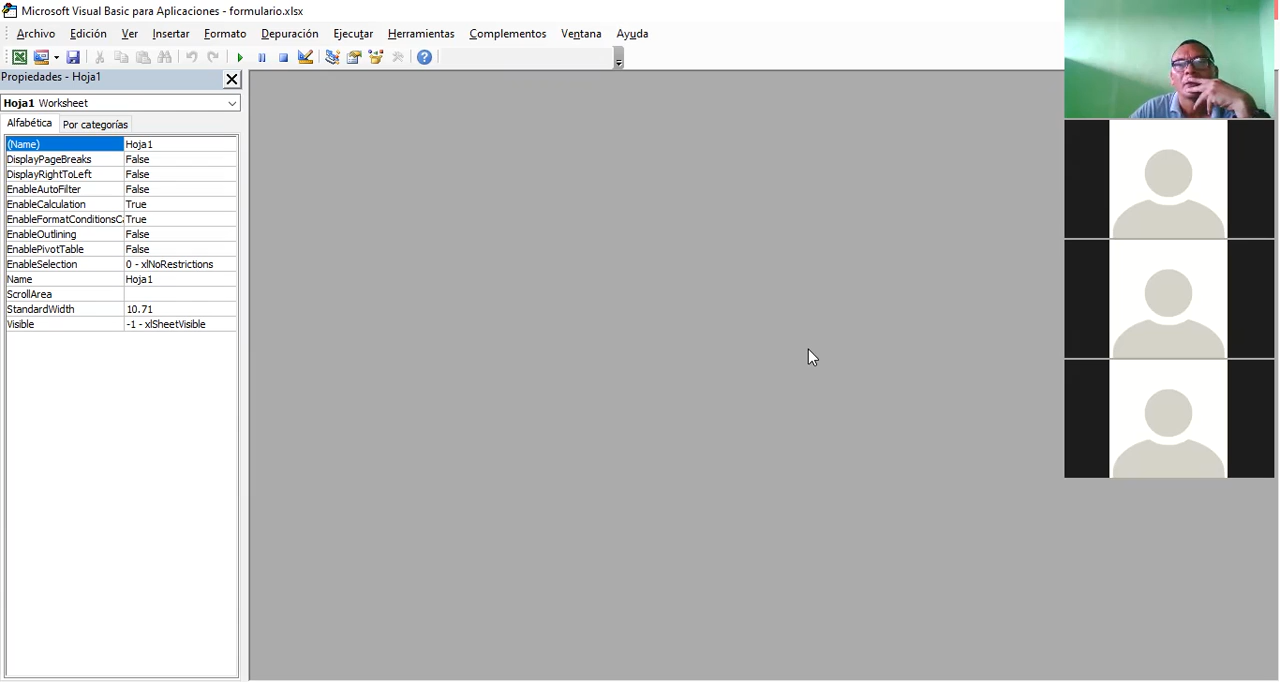 Microsoft Visual Basic para Aplicaciones - formulario.xlsx
Archivo Edición Ver Insertar Formato Depuración Ejecutar Herramientas Complementos Ventana Ayuda
Propiedades - Hoja1
Hoja1 Worksheet
Alfabética Por categorías
(Name) Hoja1
DisplayPageBreaks False
DisplayRightToLeft False
EnableAutoFilter False
EnableCalculation True
EnableFormatConditionsC True
EnableOutlining False
EnablePivotTable False
EnableSelection 0 - xlNoRestrictions
Name Hoja1
ScrollArea
StandardWidth 10.71
Visible -1 - xlSheetVisible